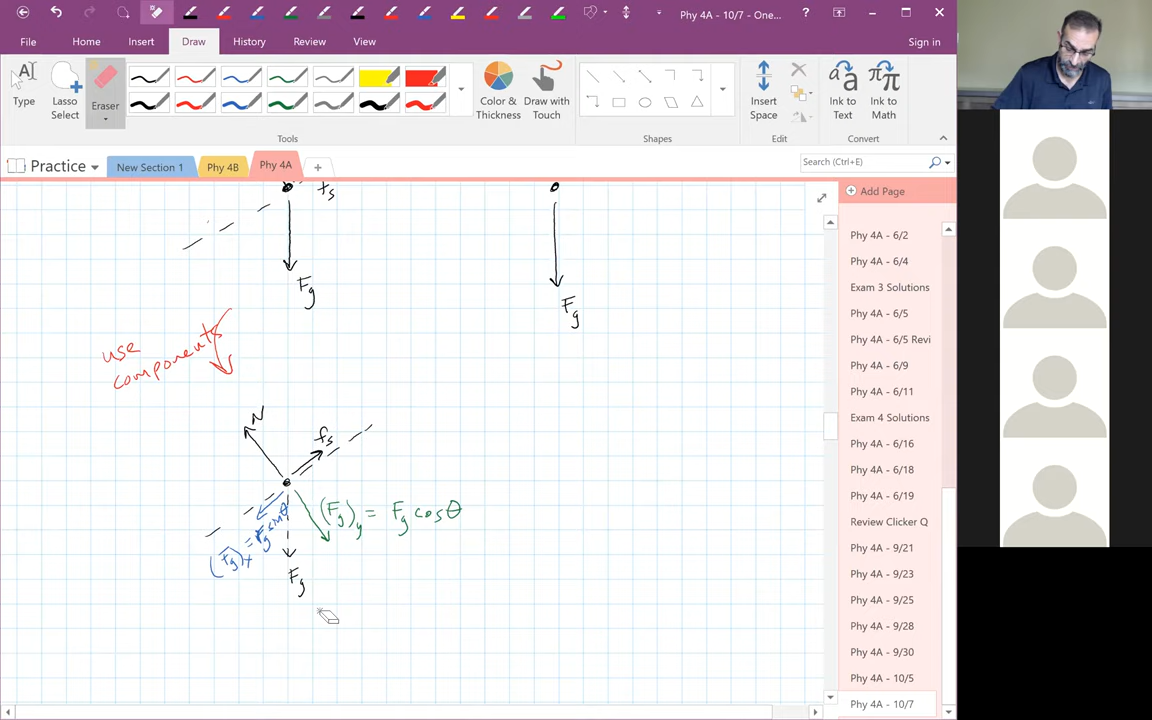 Phy 4A - 10/7 - One...
File
Home
Insert
Draw
History
Review
View
Sign in
Type
Lasso Select
Eraser
Color & Thickness
Draw with Touch
Insert Space
Ink to Text
Ink to Math
Tools
Shapes
Edit
Convert
Practice
New Section 1
Phy 4B
Phy 4A
Search (Ctrl+E)
Add Page
Phy 4A - 6/2
Phy 4A - 6/4
Exam 3 Solutions
Phy 4A - 6/5
Phy 4A - 6/5 Revi
Phy 4A - 6/9
Phy 4A - 6/11
Exam 4 Solutions
Phy 4A - 6/16
Phy 4A - 6/18
Phy 4A - 6/19
Review Clicker Q
Phy 4A - 9/21
Phy 4A - 9/23
Phy 4A - 9/25
Phy 4A - 9/28
Phy 4A - 9/30
Phy 4A - 10/5
Phy 4A - 10/7
fs
Fg
Fg
use
components
N
fs
(Fg)y = Fg cosθ
(Fg)x = Fg sinθ
Fg